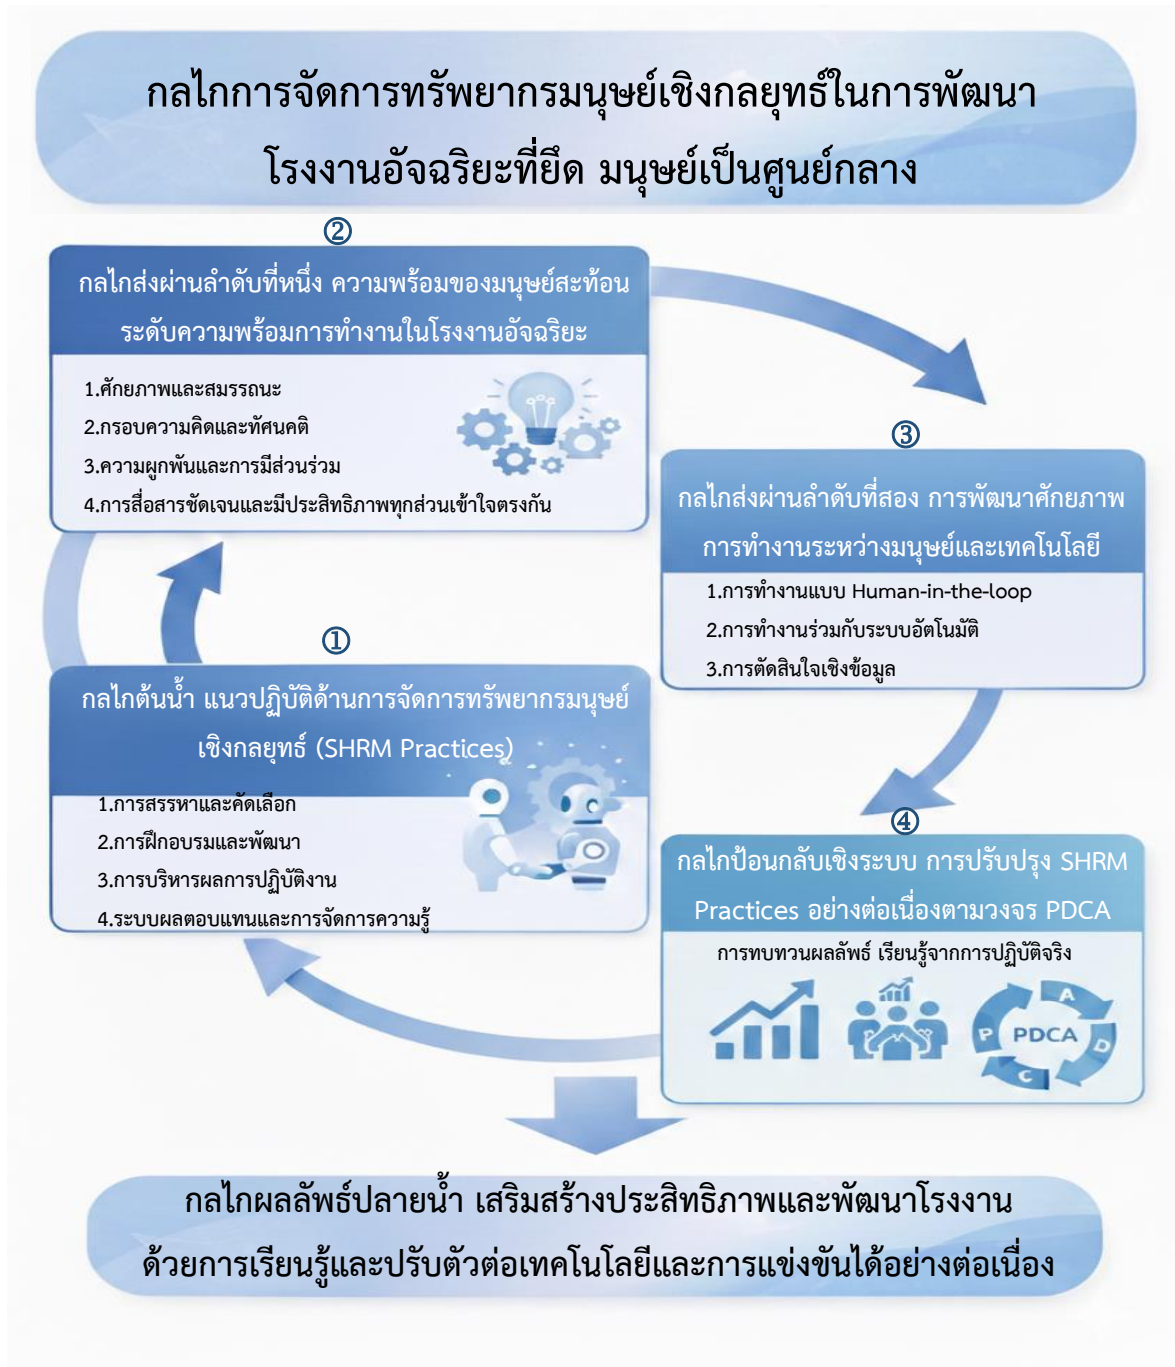 กลไกการจัดการทรัพยากรมนุษย์เชิงกลยุทธ์ในการพัฒนา
โรงงานอัจฉริยะที่ยึด มนุษย์เป็นศูนย์กลาง
②
กลไกส่งผ่านลำดับที่หนึ่ง ความพร้อมของมนุษย์สะท้อน
ระดับความพร้อมการทำงานในโรงงานอัจฉริยะ
1.ศักยภาพและสมรรถนะ
2.กรอบความคิดและทัศนคติ
3.ความผูกพันและการมีส่วนร่วม
4.การสื่อสารชัดเจนและมีประสิทธิภาพทุกส่วนเข้าใจตรงกัน
③
กลไกส่งผ่านลำดับที่สอง การพัฒนาศักยภาพ
การทำงานระหว่างมนุษย์และเทคโนโลยี
1.การทำงานแบบ Human-in-the-loop
2.การทำงานร่วมกับระบบอัตโนมัติ
3.การตัดสินใจเชิงข้อมูล
①
กลไกต้นน้ำ แนวปฏิบัติด้านการจัดการทรัพยากรมนุษย์
เชิงกลยุทธ์ (SHRM Practices)
1.การสรรหาและคัดเลือก
2.การฝึกอบรมและพัฒนา
3.การบริหารผลการปฏิบัติงาน
4.ระบบผลตอบแทนและการจัดการความรู้
④
กลไกป้อนกลับเชิงระบบ การปรับปรุง SHRM
Practices อย่างต่อเนื่องตามวงจร PDCA
การทบทวนผลลัพธ์ เรียนรู้จากการปฏิบัติจริง
P
A
D
C
PDCA
กลไกผลลัพธ์ปลายน้ำ เสริมสร้างประสิทธิภาพและพัฒนาโรงงาน
ด้วยการเรียนรู้และปรับตัวต่อเทคโนโลยีและการแข่งขันได้อย่างต่อเนื่อง